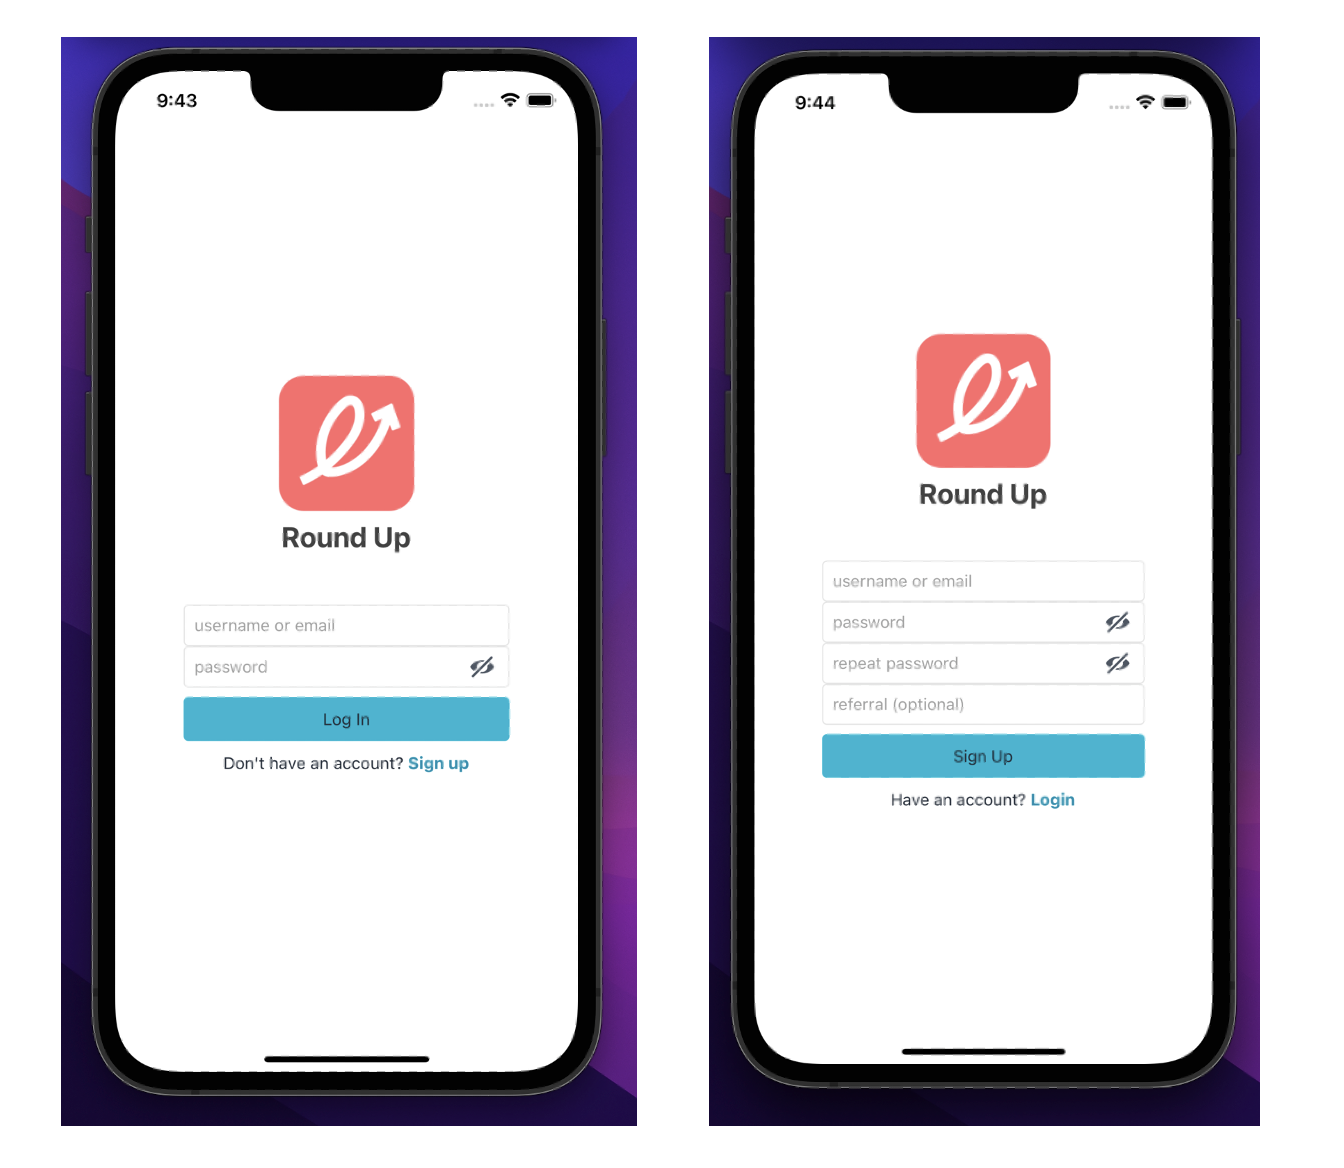 9:43
Round Up
username or email
password
Log In
Don't have an account? Sign up
9:44
Round Up
username or email
password
repeat password
referral (optional)
Sign Up
Have an account? Login